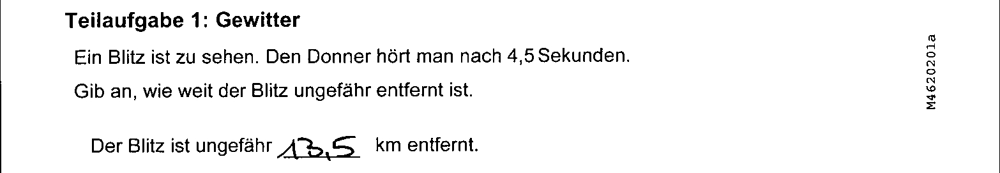 Teilaufgabe 1: Gewitter
Ein Blitz ist zu sehen. Den Donner hört man nach 4,5 Sekunden.
Gib an, wie weit der Blitz ungefähr entfernt ist.
Der Blitz ist ungefähr 13,5 km entfernt.
M4620201a